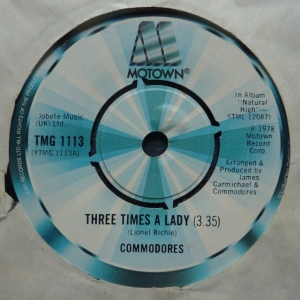 MOTOWN®
Jobete Music
(UK) Ltd.
TMG 1113
(YTMG 1113A)
in Album
"Natural
High"—
STML 12087)
℗ 1978
Motown
Record
Corp.
Arranged &
Produced by
James
Carmichael &
Commodores
THREE TIMES A LADY (3.35)
(Lionel Richie)
COMMODORES